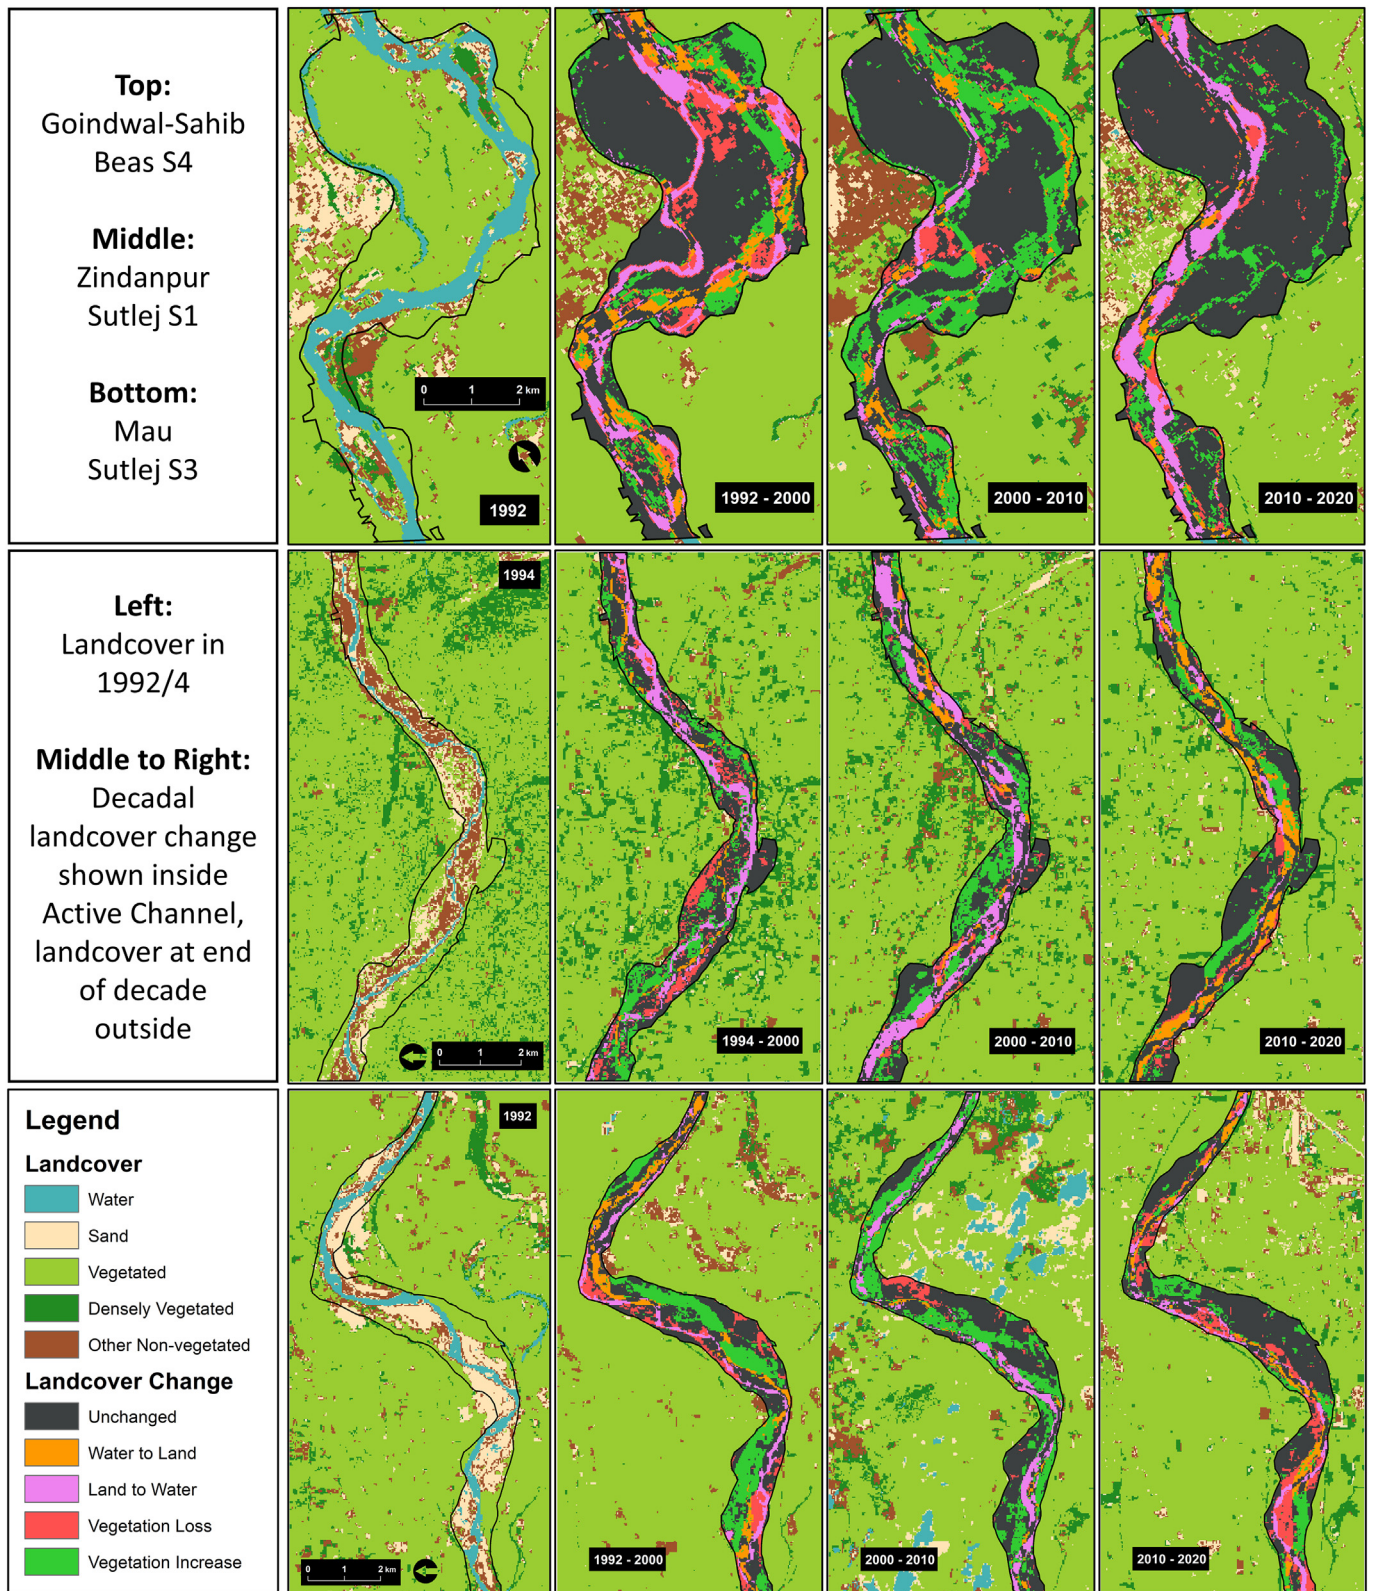 Top:
Goindwal-Sahib
Beas S4
Middle:
Zindanpur
Sutlej S1
Bottom:
Mau
Sutlej S3
0 1 2 km
1992
1992 - 2000
2000 - 2010
2010 - 2020
Left:
Landcover in
1992/4
Middle to Right:
Decadal
landcover change
shown inside
Active Channel,
landcover at end
of decade
outside
1994
0 1 2 km
1994 - 2000
2000 - 2010
2010 - 2020
Legend
Landcover
Water
Sand
Vegetated
Densely Vegetated
Other Non-vegetated
Landcover Change
Unchanged
Water to Land
Land to Water
Vegetation Loss
Vegetation Increase
1992
0 1 2 km
1992 - 2000
2000 - 2010
2010 - 2020